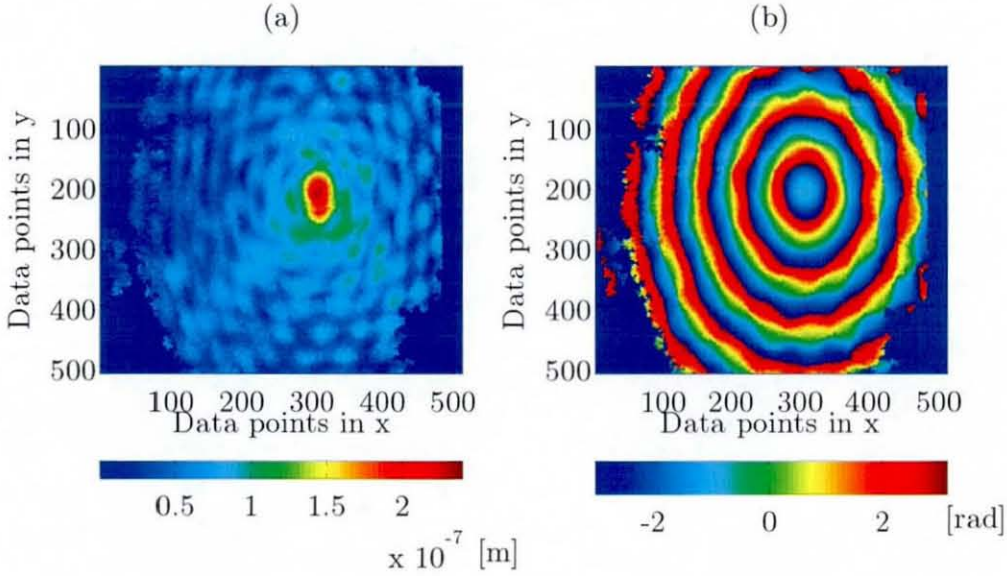 (a)
Data points in y
100
200
300
400
500
100 200 300 400 500
Data points in x
0.5 1 1.5 2
x 10⁻⁷ [m]
(b)
Data points in y
100
200
300
400
500
100 200 300 400 500
Data points in x
-2 0 2 [rad]